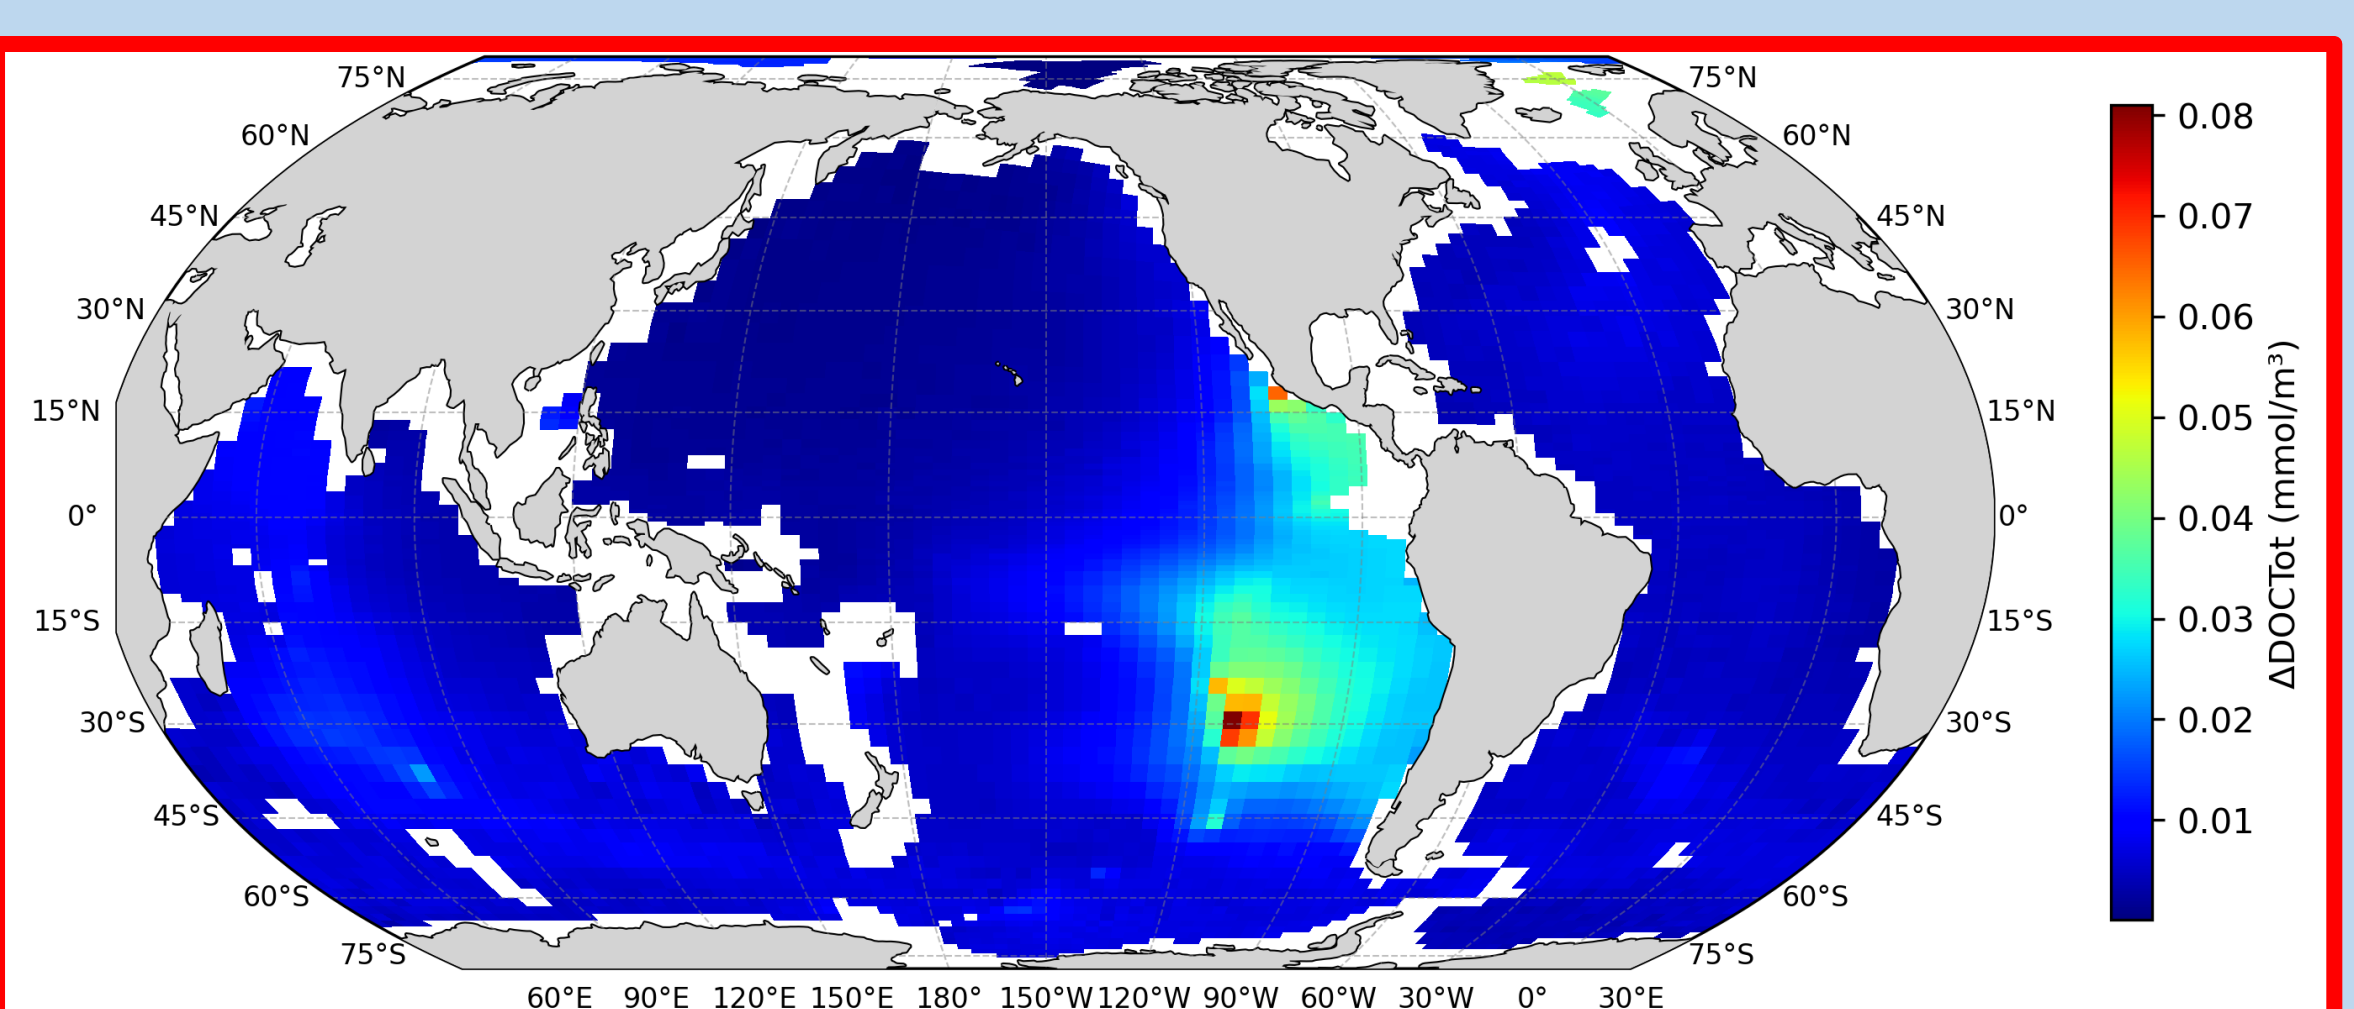 75°N 75°N
60°N 60°N
45°N 45°N
30°N 30°N
15°N 15°N
0° 0°
15°S 15°S
30°S 30°S
45°S 45°S
60°S 60°S
75°S 75°S
60°E 90°E 120°E 150°E 180° 150°W 120°W 90°W 60°W 30°W 0° 30°E
0.08
0.07
0.06
0.05
0.04
0.03
0.02
0.01
ΔDOCTot (mmol/m³)